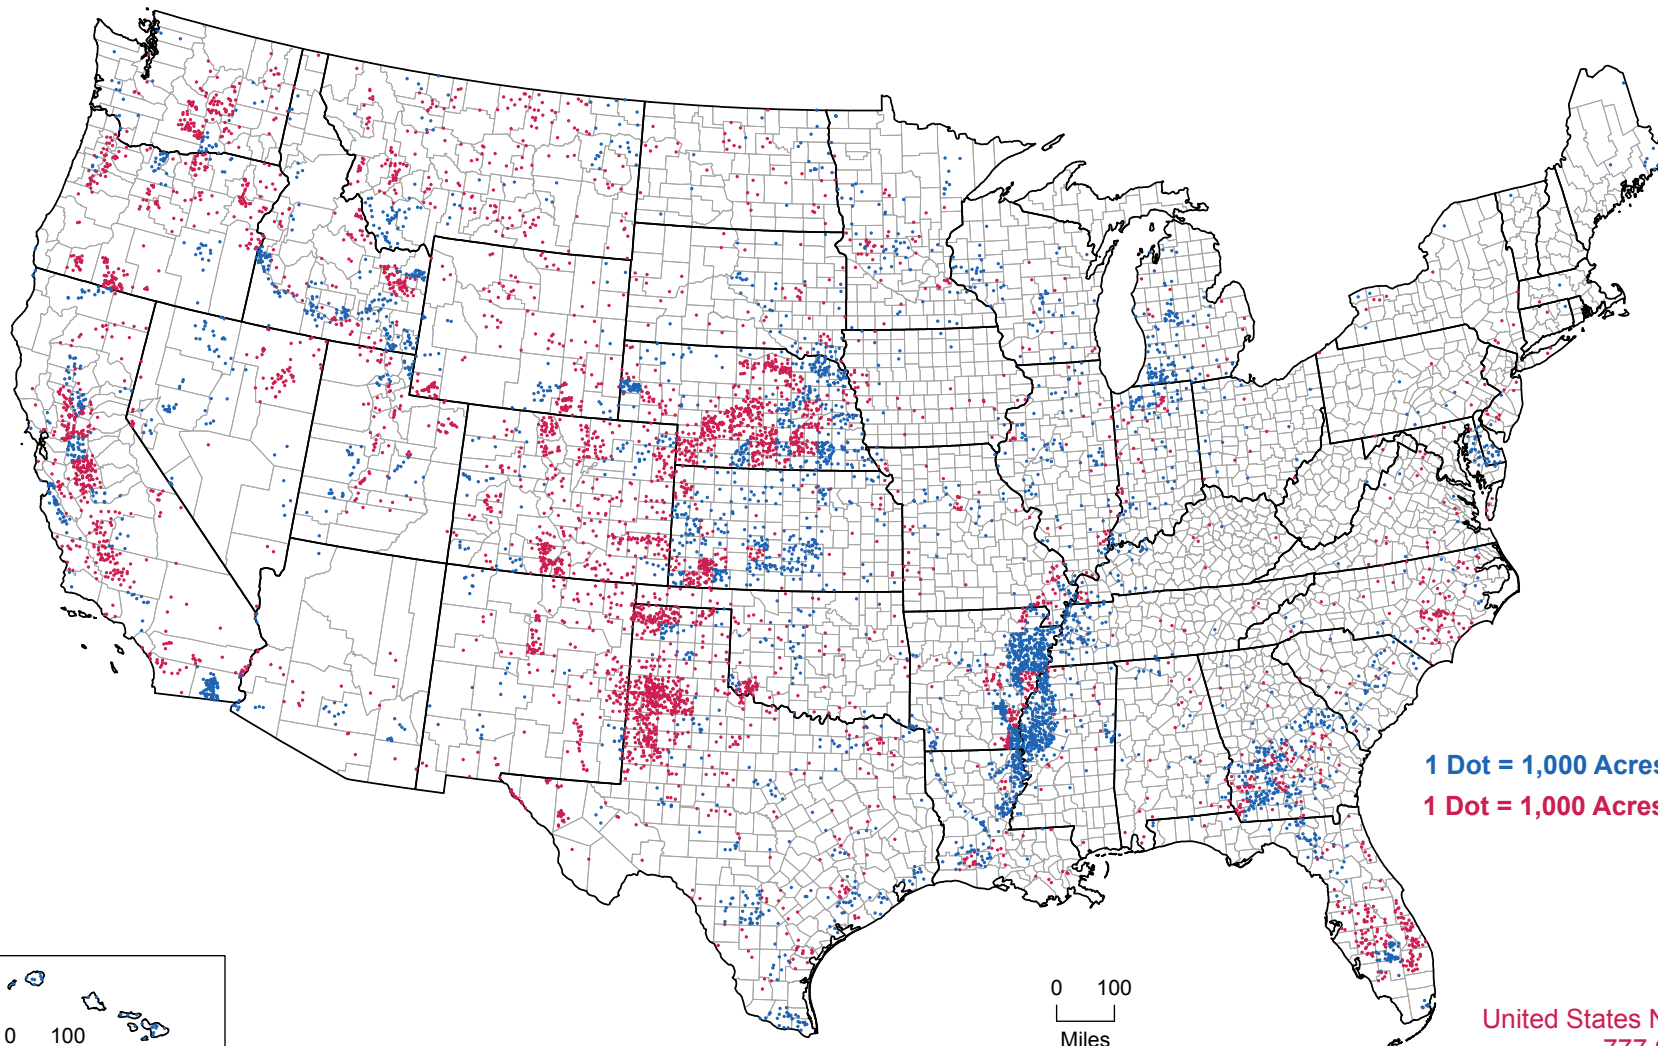 1 Dot = 1,000 Acres
1 Dot = 1,000 Acres
0 100
Miles
0 100
United States